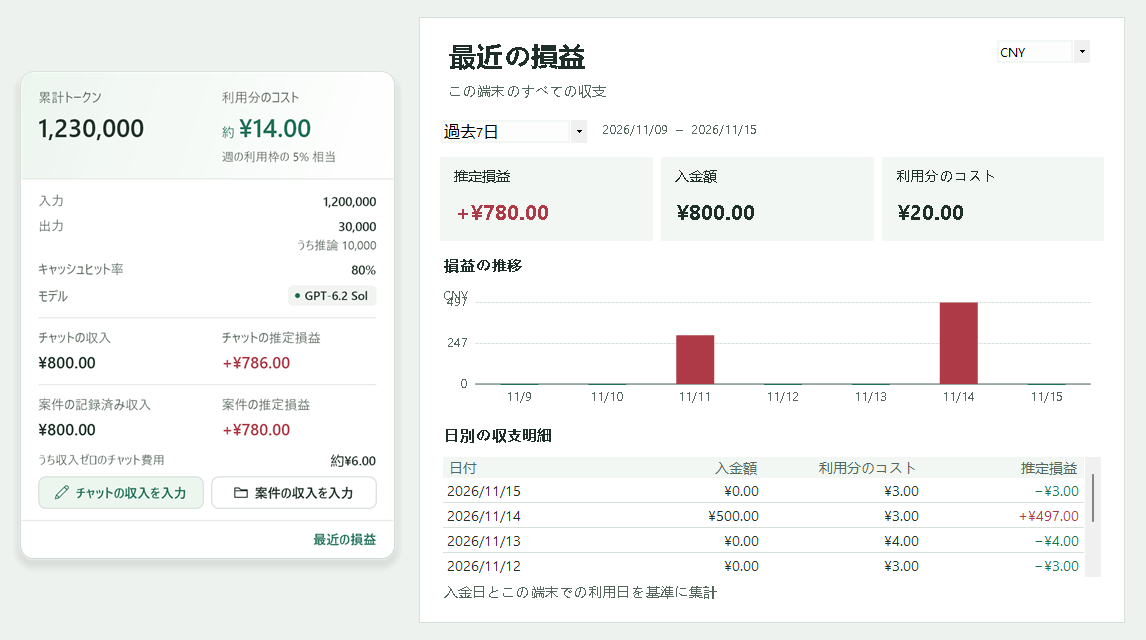 累計トークン
利用分のコスト
1,230,000
約 ¥14.00
週の利用枠の 5% 相当
入力
1,200,000
出力
30,000
うち推論 10,000
キャッシュヒット率
80%
モデル
GPT-6.2 Sol
チャットの収入
チャットの推定損益
¥800.00
+¥786.00
案件の記録済み収入
案件の推定損益
¥800.00
+¥780.00
うち収入ゼロのチャット費用
約¥6.00
チャットの収入を入力
案件の収入を入力
最近の損益
最近の損益
CNY
この端末のすべての収支
過去7日
2026/11/09 – 2026/11/15
推定損益
入金額
利用分のコスト
+¥780.00
¥800.00
¥20.00
損益の推移
CNY
497
247
0
11/9 11/10 11/11 11/12 11/13 11/14 11/15
日別の収支明細
日付 入金額 利用分のコスト 推定損益
2026/11/15 ¥0.00 ¥3.00 −¥3.00
2026/11/14 ¥500.00 ¥3.00 +¥497.00
2026/11/13 ¥0.00 ¥4.00 −¥4.00
2026/11/12 ¥0.00 ¥3.00 −¥3.00
入金日とこの端末での利用日を基準に集計